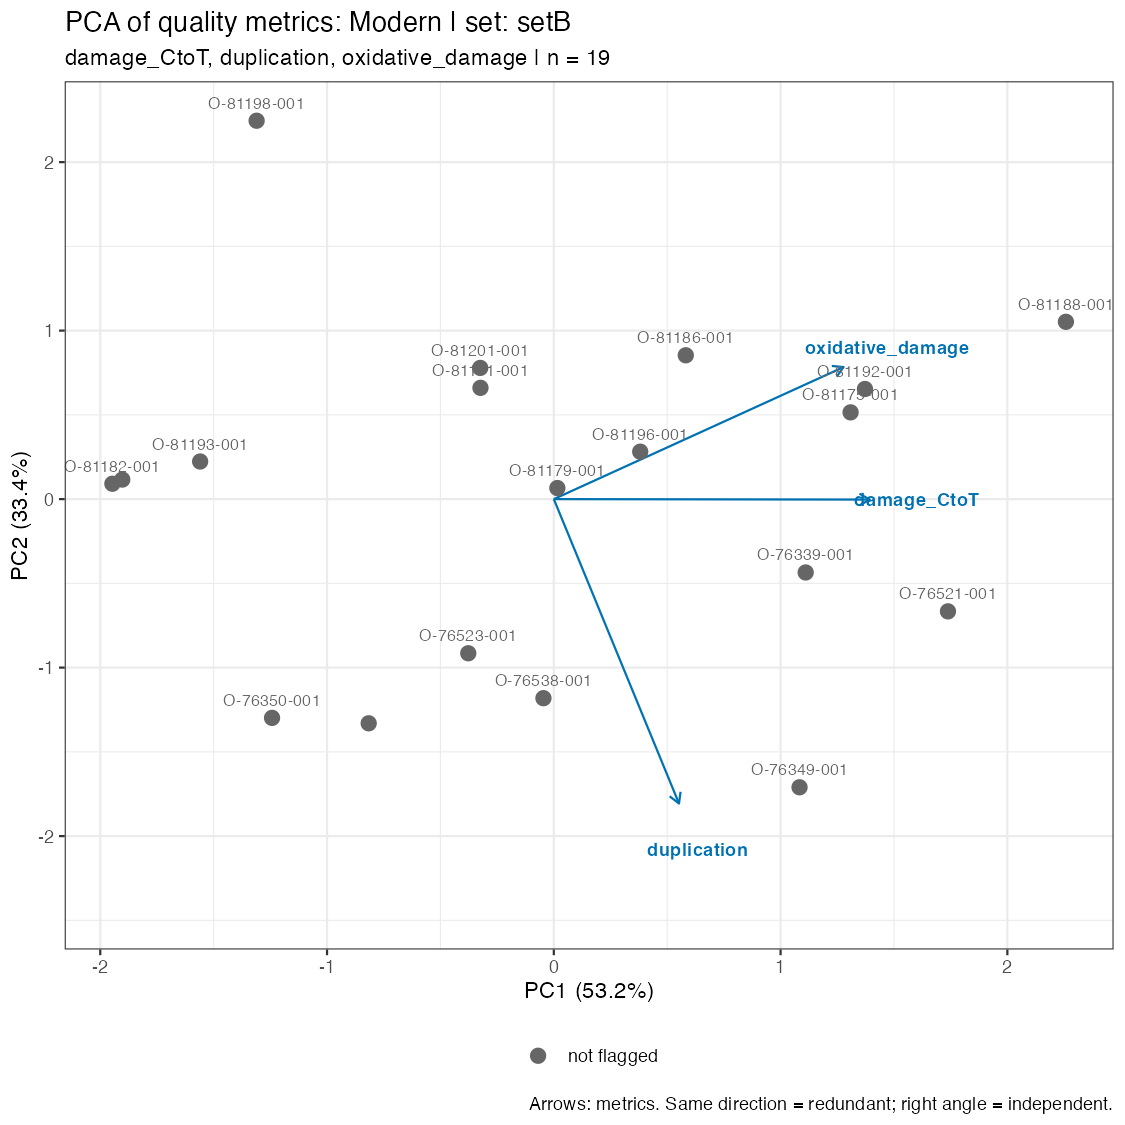 PCA of quality metrics: Modern | set: setB
damage_CtoT, duplication, oxidative_damage | n = 19
O-81198-001
O-81188-001
O-81186-001
oxidative_damage
O-81201-001
O-81192-001
O-81193-001
O-81196-001
O-81182-001
O-81179-001
damage_CtoT
O-76339-001
O-76521-001
O-76523-001
O-76538-001
O-76350-001
O-76349-001
duplication
2
1
0
-1
-2
PC2 (33.4%)
-2
-1
0
1
2
PC1 (53.2%)
not flagged
Arrows: metrics. Same direction = redundant; right angle = independent.